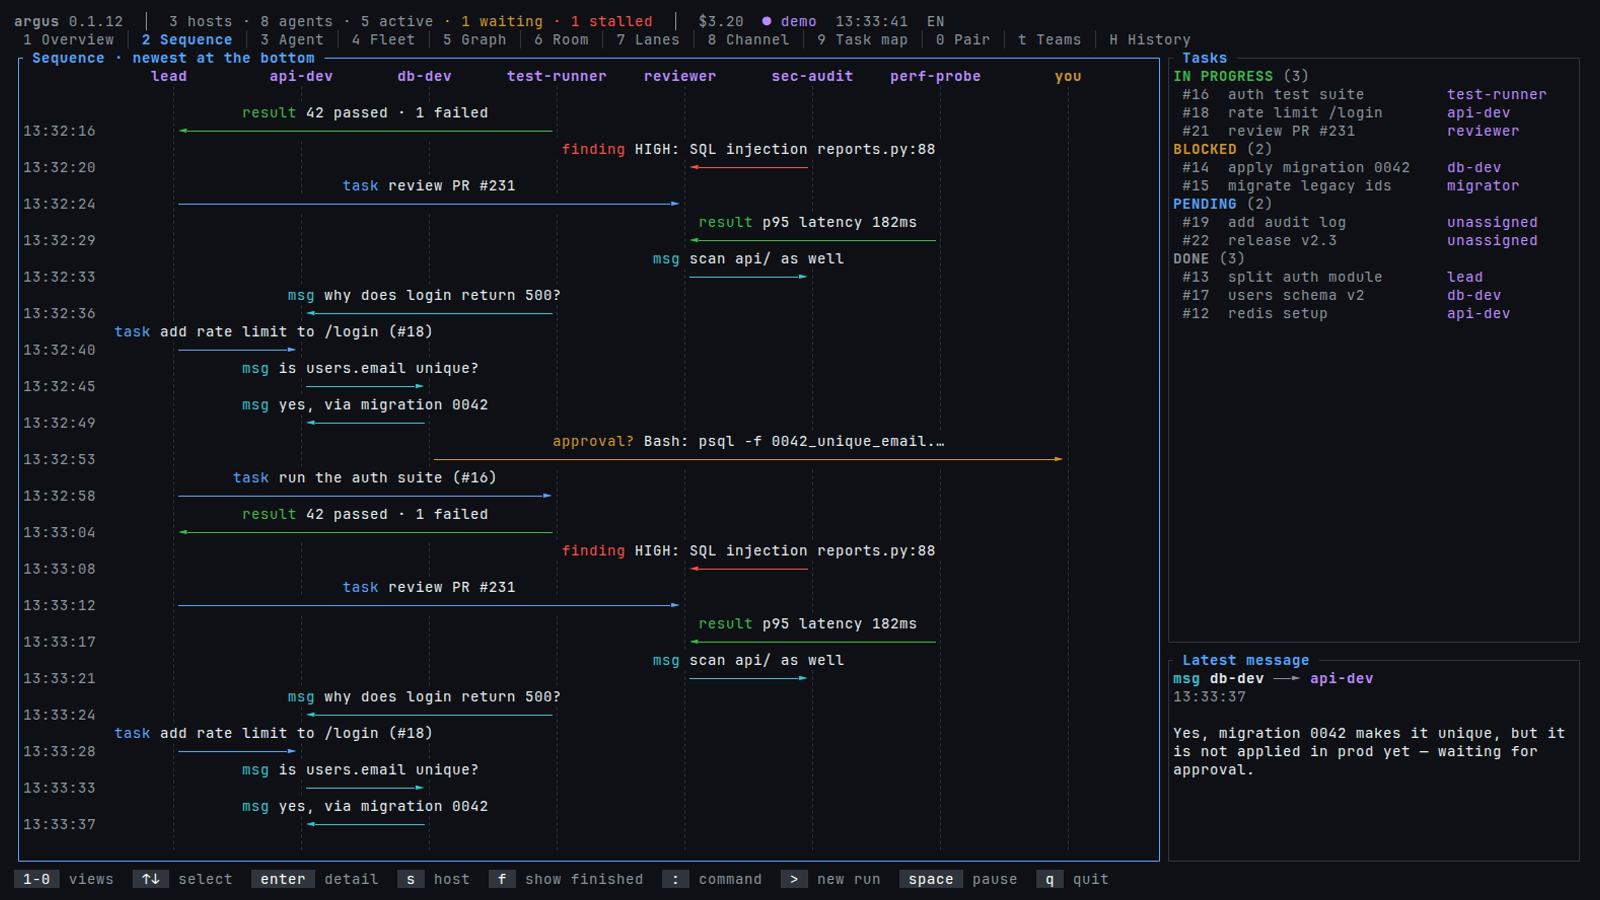 argus 0.1.12 │ 3 hosts · 8 agents · 5 active · 1 waiting · 1 stalled │ $3.20 ● demo 13:33:41 EN
1 Overview │ 2 Sequence │ 3 Agent │ 4 Fleet │ 5 Graph │ 6 Room │ 7 Lanes │ 8 Channel │ 9 Task map │ 0 Pair │ t Teams │ H History
Sequence · newest at the bottom
lead api-dev db-dev test-runner reviewer sec-audit perf-probe you
result 42 passed · 1 failed
13:32:16
finding HIGH: SQL injection reports.py:88
13:32:20
task review PR #231
13:32:24
result p95 latency 182ms
13:32:29
msg scan api/ as well
13:32:33
msg why does login return 500?
13:32:36
task add rate limit to /login (#18)
13:32:40
msg is users.email unique?
13:32:45
msg yes, via migration 0042
13:32:49
approval? Bash: psql -f 0042_unique_email.…
13:32:53
task run the auth suite (#16)
13:32:58
result 42 passed · 1 failed
13:33:04
finding HIGH: SQL injection reports.py:88
13:33:08
task review PR #231
13:33:12
result p95 latency 182ms
13:33:17
msg scan api/ as well
13:33:21
msg why does login return 500?
13:33:24
task add rate limit to /login (#18)
13:33:28
msg is users.email unique?
13:33:33
msg yes, via migration 0042
13:33:37
Tasks
IN PROGRESS (3)
#16 auth test suite test-runner
#18 rate limit /login api-dev
#21 review PR #231 reviewer
BLOCKED (2)
#14 apply migration 0042 db-dev
#15 migrate legacy ids migrator
PENDING (2)
#19 add audit log unassigned
#22 release v2.3 unassigned
DONE (3)
#13 split auth module lead
#17 users schema v2 db-dev
#12 redis setup api-dev
Latest message
msg db-dev ──► api-dev
13:33:37
Yes, migration 0042 makes it unique, but it
is not applied in prod yet — waiting for
approval.
1-0 views ↑↓ select enter detail s host f show finished : command > new run space pause q quit